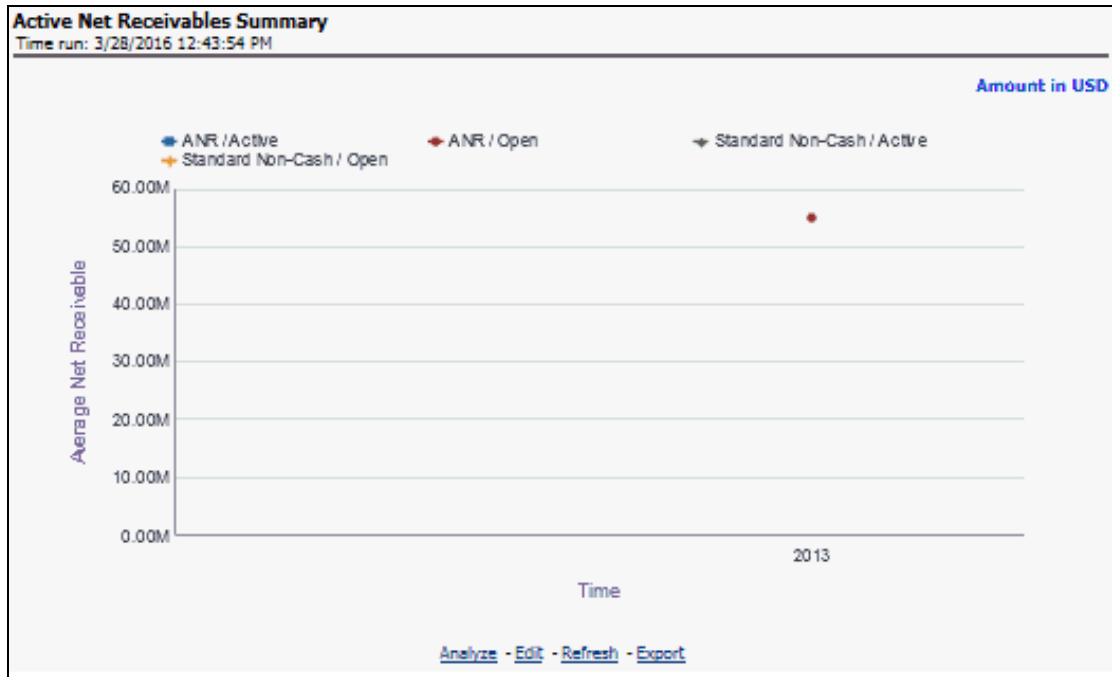 Active Net Receivables Summary
Time run: 3/28/2016 12:43:54 PM
Amount in USD
ANR /Active
ANR / Open
Standard Non-Cash / Active
Standard Non-Cash / Open
60.00M
50.00M
40.00M
30.00M
20.00M
10.00M
0.00M
Average Net Receivable
2013
Time
Analyze - Edit - Refresh - Export